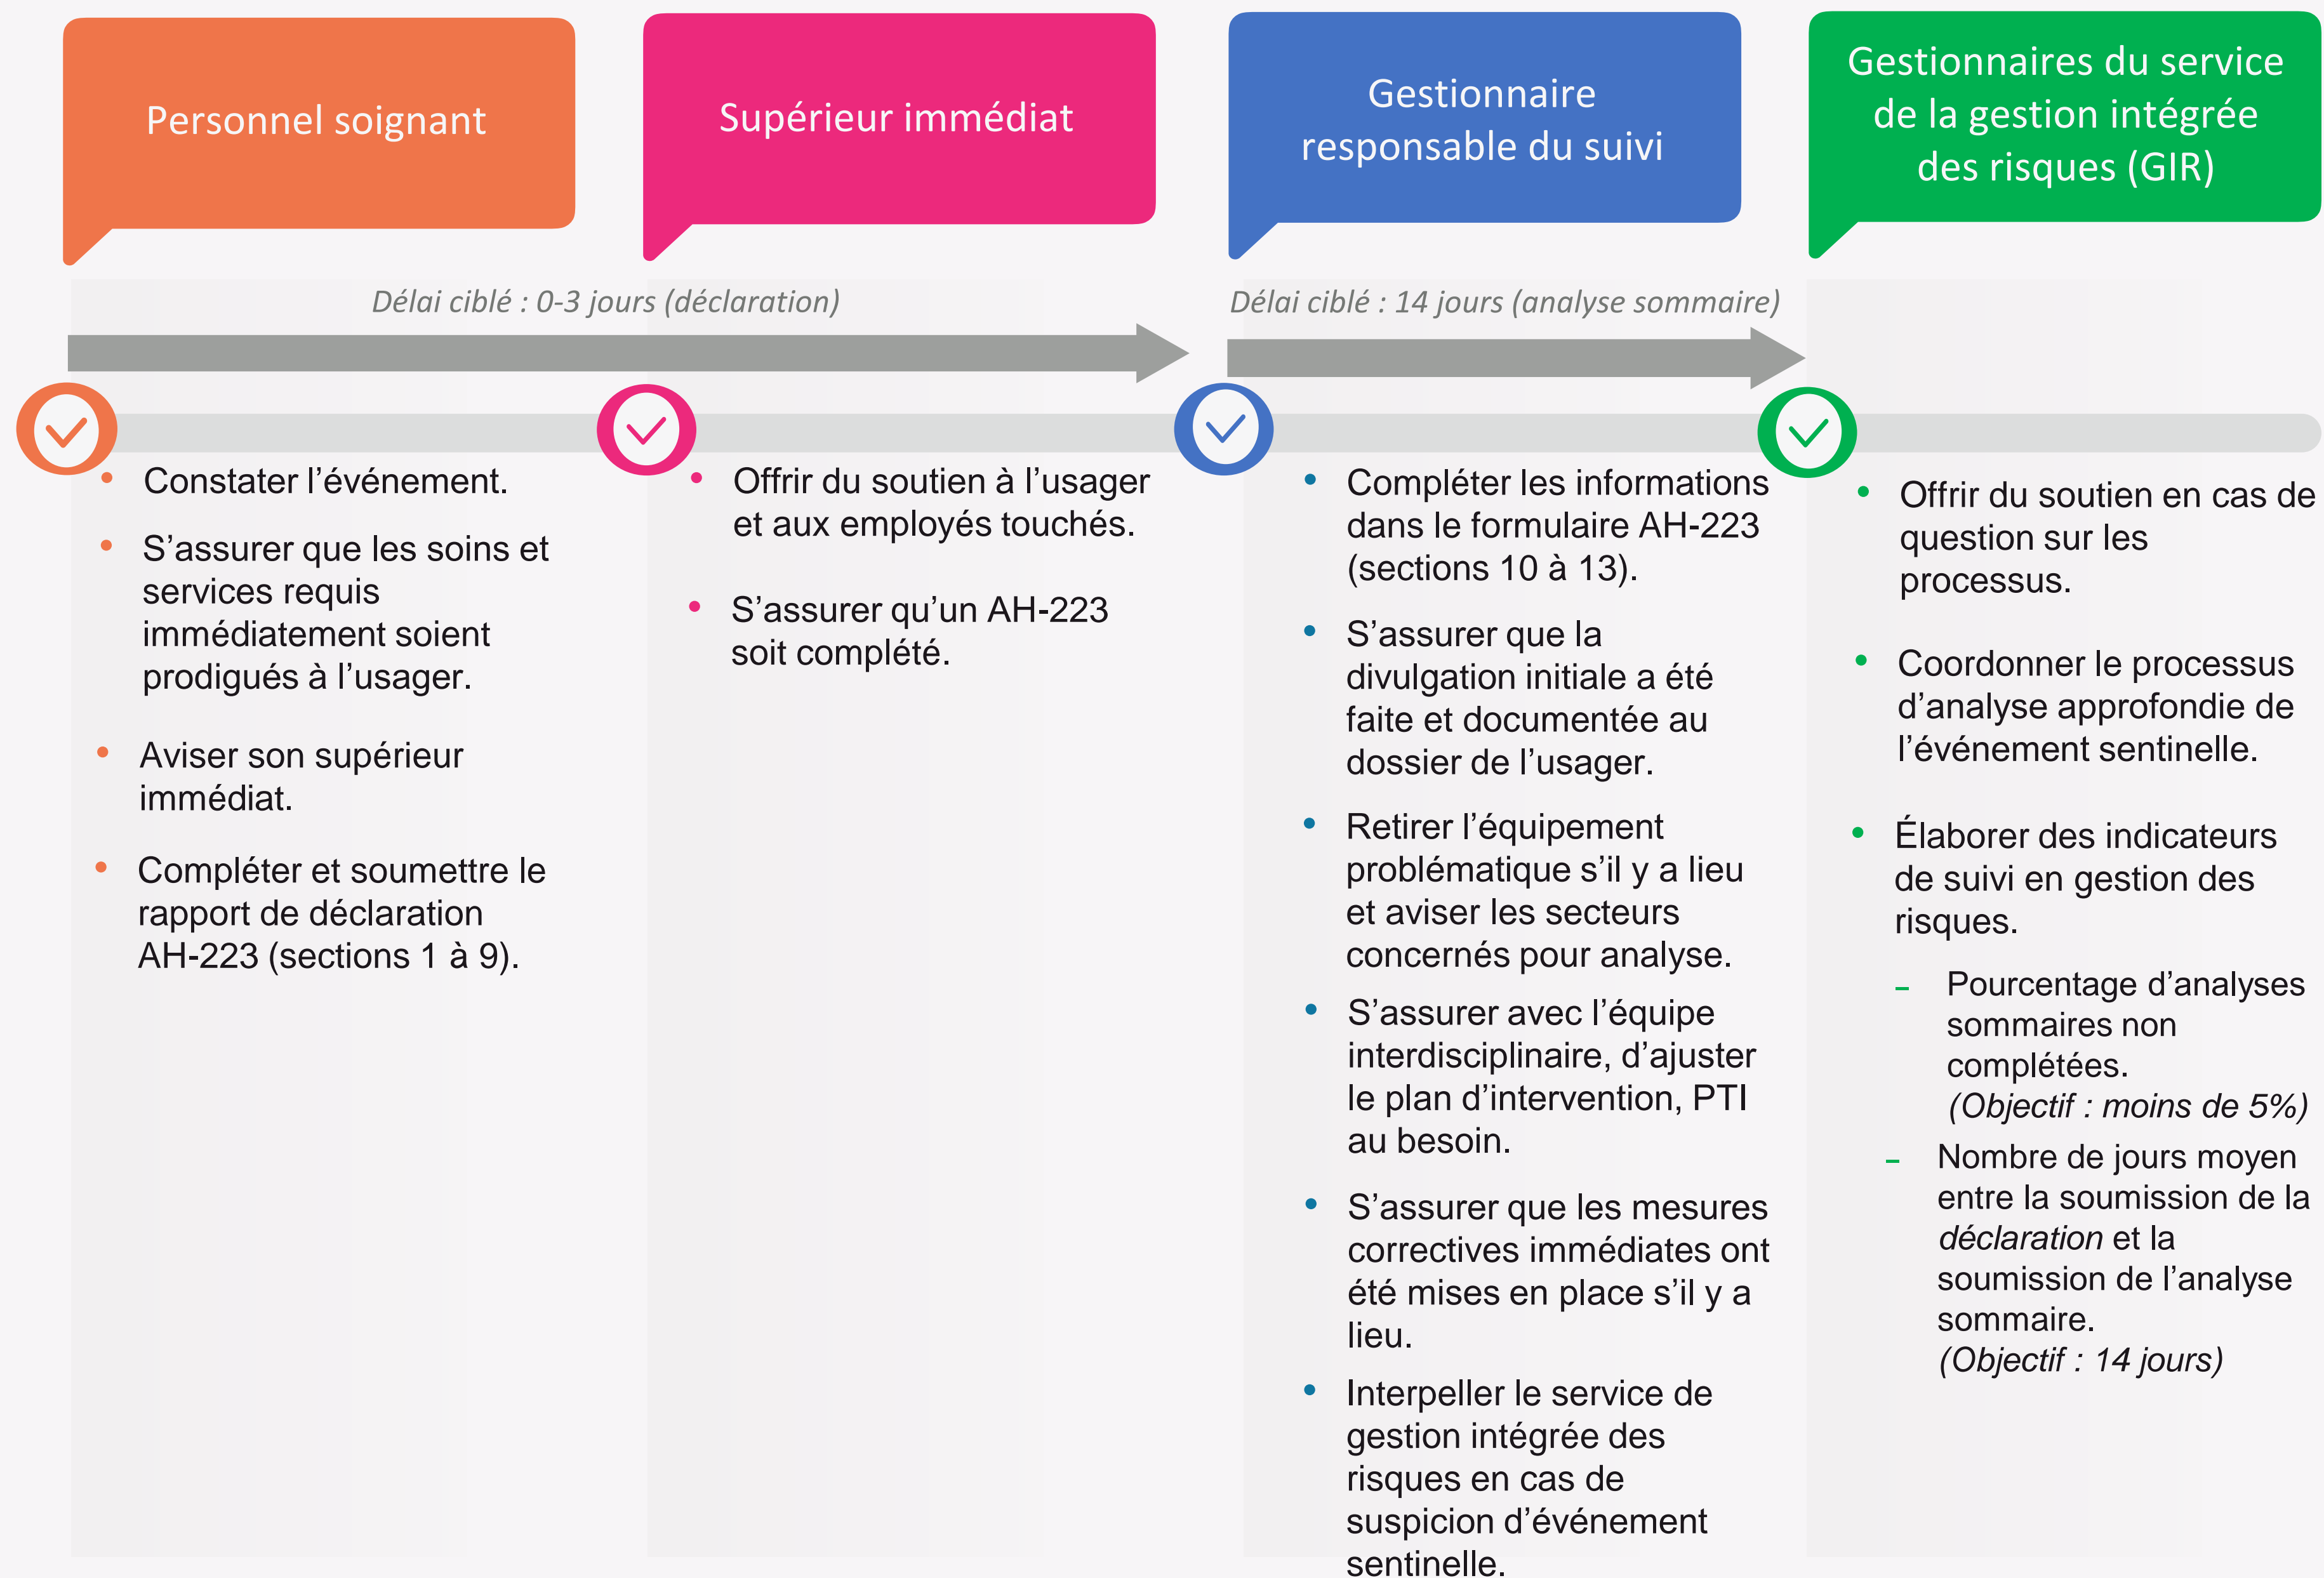 Personnel soignant
Supérieur immédiat
Gestionnaire
responsable du suivi
Gestionnaires du service
de la gestion intégrée
des risques (GIR)
Délai ciblé : 0-3 jours (déclaration)
Délai ciblé : 14 jours (analyse sommaire)
• Constater l’événement.
• S’assurer que les soins et
services requis
immédiatement soient
prodigués à l’usager.
• Aviser son supérieur
immédiat.
• Compléter et soumettre le
rapport de déclaration
AH-223 (sections 1 à 9).
• Offrir du soutien à l’usager
et aux employés touchés.
• S’assurer qu’un AH-223
soit complété.
• Compléter les informations
dans le formulaire AH-223
(sections 10 à 13).
• S’assurer que la
divulgation initiale a été
faite et documentée au
dossier de l’usager.
• Retirer l’équipement
problématique s’il y a lieu
et aviser les secteurs
concernés pour analyse.
• S’assurer avec l’équipe
interdisciplinaire, d’ajuster
le plan d’intervention, PTI
au besoin.
• S’assurer que les mesures
correctives immédiates ont
été mises en place s’il y a
lieu.
• Interpeller le service de
gestion intégrée des
risques en cas de
suspicion d’événement
sentinelle.
• Offrir du soutien en cas de
question sur les
processus.
• Coordonner le processus
d’analyse approfondie de
l’événement sentinelle.
• Élaborer des indicateurs
de suivi en gestion des
risques.
- Pourcentage d’analyses
sommaires non
complétées.
(Objectif : moins de 5%)
- Nombre de jours moyen
entre la soumission de la
déclaration et la
soumission de l’analyse
sommaire.
(Objectif : 14 jours)